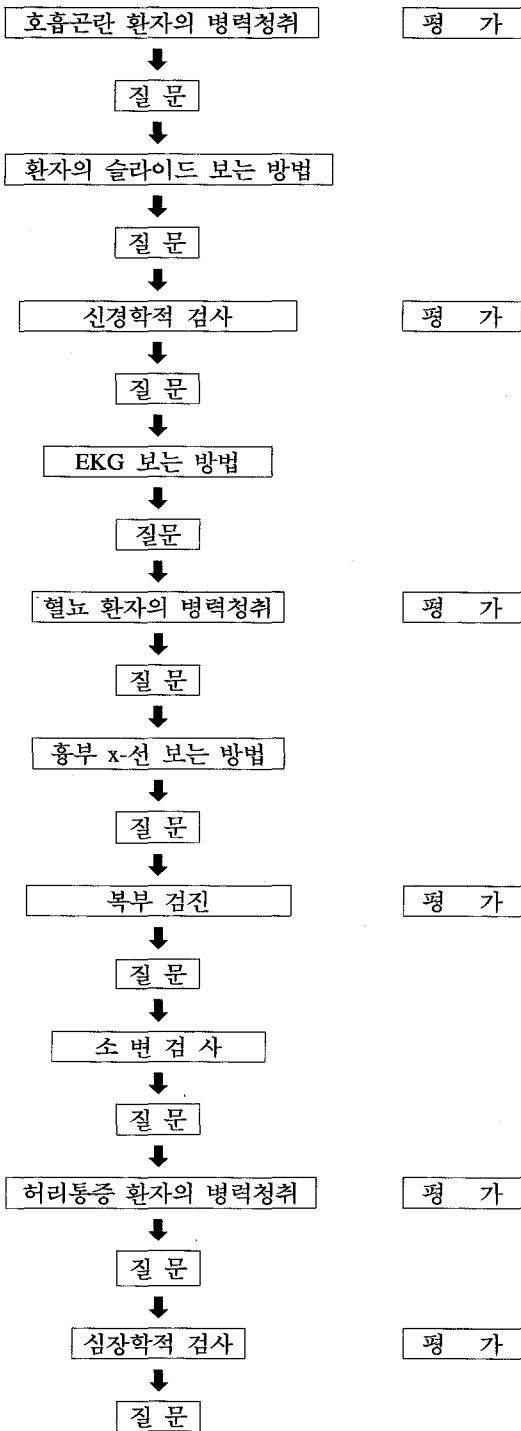 호흡곤란 환자의 병력청취 평 가
질 문
환자의 슬라이드 보는 방법
질 문
신경학적 검사 평 가
질 문
EKG 보는 방법
질문
혈뇨 환자의 병력청취 평 가
질 문
흉부 x-선 보는 방법
질 문
복부 검진 평 가
질 문
소 변 검 사
질 문
허리통증 환자의 병력청취 평 가
질 문
심장학적 검사 평 가
질 문